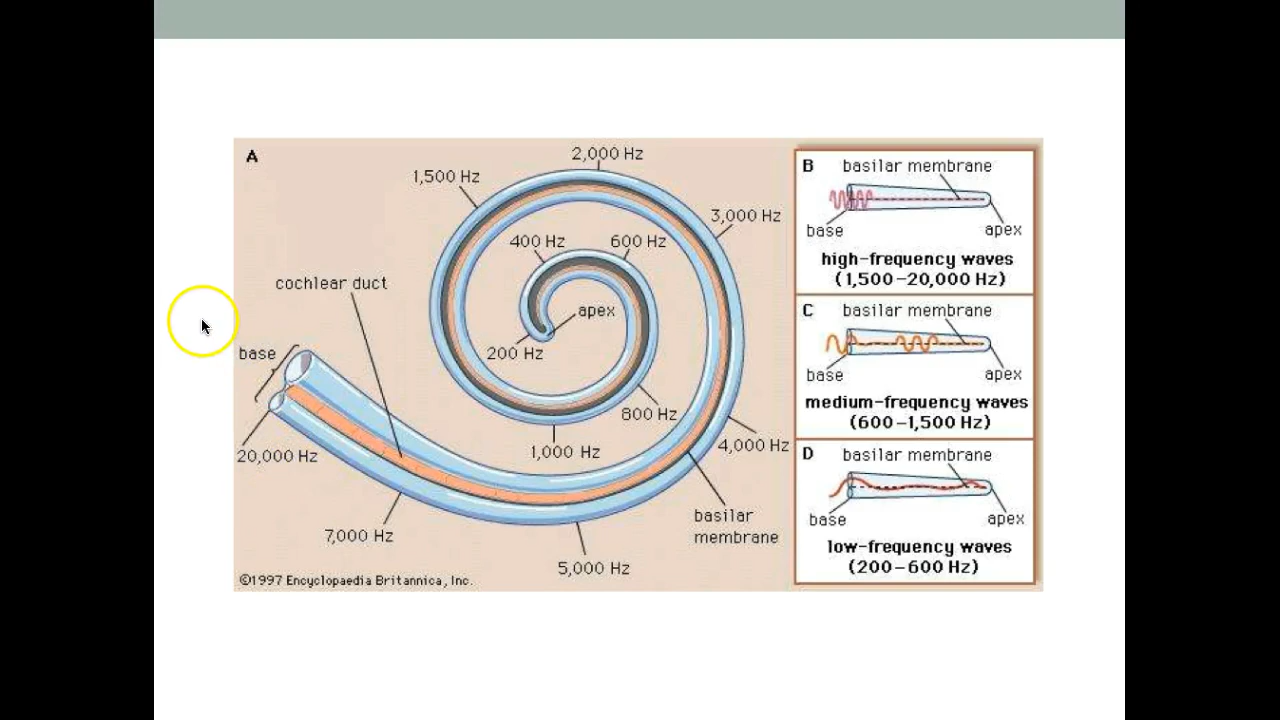 A
2,000 Hz
1,500 Hz
3,000 Hz
400 Hz
600 Hz
cochlear duct
apex
200 Hz
base
800 Hz
1,000 Hz
4,000 Hz
20,000 Hz
basilar
membrane
7,000 Hz
5,000 Hz
©1997 Encyclopaedia Britannica, Inc.
B
basilar membrane
base
apex
high-frequency waves
(1,500–20,000 Hz)
C
basilar membrane
base
apex
medium-frequency waves
(600–1,500 Hz)
D
basilar membrane
base
apex
low-frequency waves
(200–600 Hz)